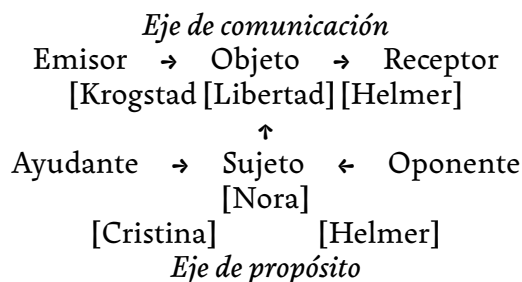 Eje de comunicación
Emisor → Objeto → Receptor
[Krogstad [Libertad] [Helmer]
↑
Ayudante → Sujeto ← Oponente
[Nora]
[Cristina] [Helmer]
Eje de propósito